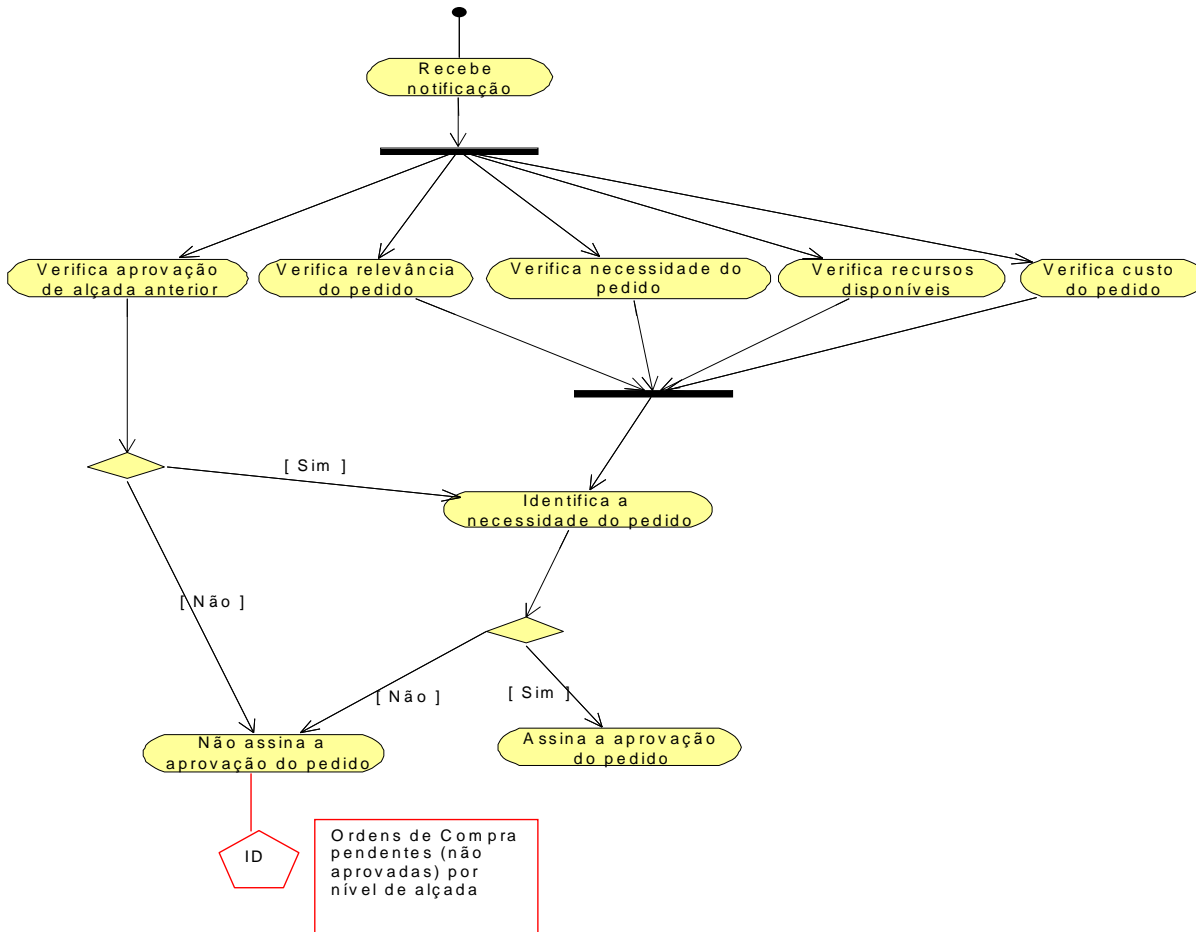 Recebe
notificação
Verifica aprovação
de alçada anterior
Verifica relevância
do pedido
Verifica necessidade do
pedido
Verifica recursos
disponíveis
Verifica custo
do pedido
[ Sim ]
Identifica a
necessidade do pedido
[ Não ]
[ Não ]
[ Sim ]
Não assina a
aprovação do pedido
Assina a aprovação
do pedido
ID
Ordens de Compra
pendentes (não
aprovadas) por
nível de alçada